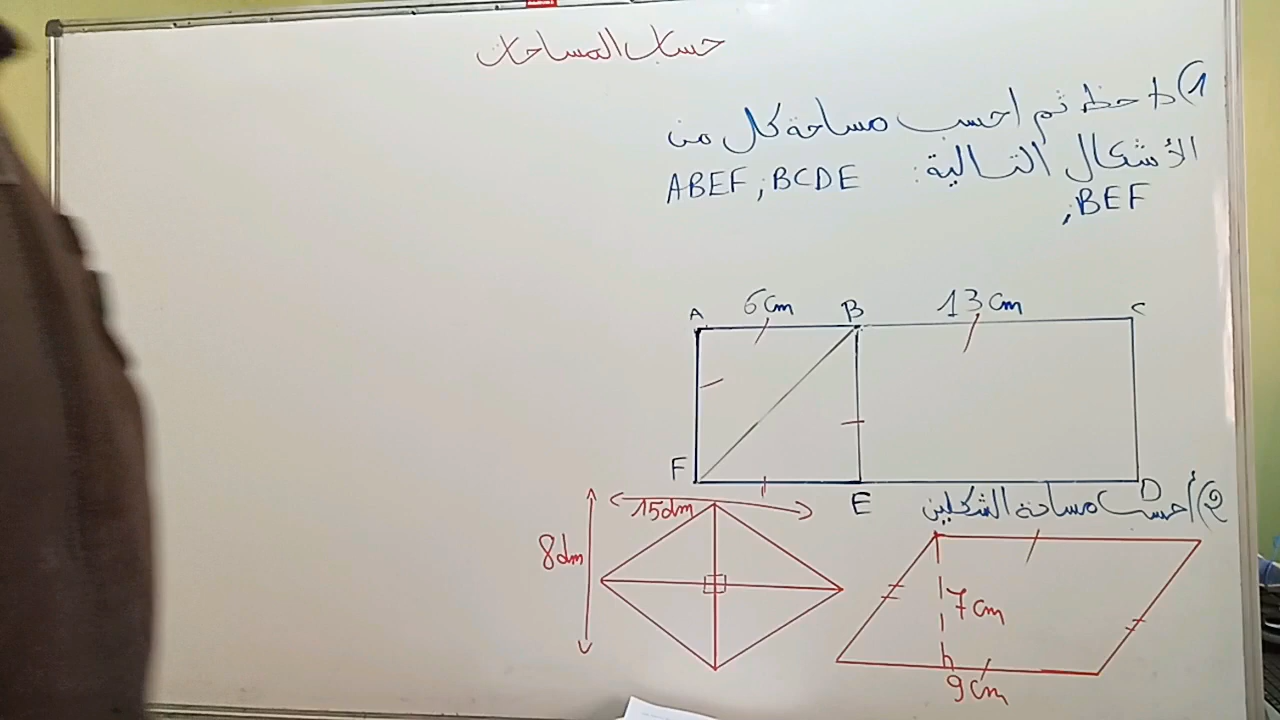 حساب المساحات
1) لاحظ ثم احسب مساحة كل من
الأشكال التالية: ABEF ; BCDE
; BEF
A 6cm B 13cm C
F E D
2) أحسب مساحة الشكلين
15dm
8dm
7cm
9cm